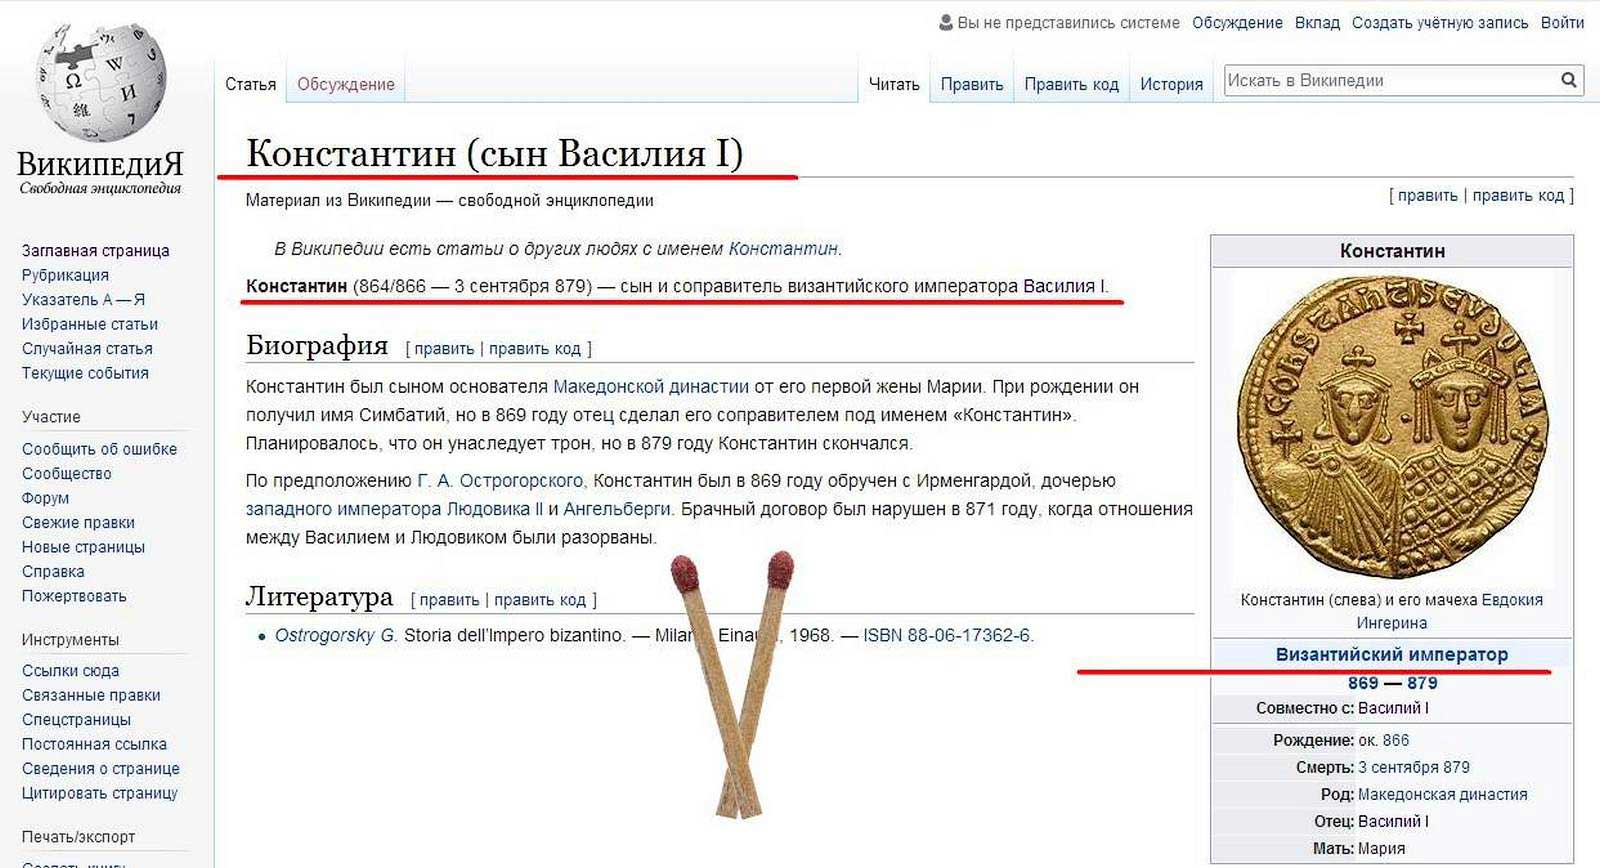 Вы не представились системе Обсуждение Вклад Создать учётную запись Войти
Статья Обсуждение Читать Править Править код История Искать в Википедии
ВикипедиЯ
Свободная энциклопедия
Заглавная страница
Рубрикация
Указатель А — Я
Избранные статьи
Случайная статья
Текущие события
Участие
Сообщить об ошибке
Сообщество
Форум
Свежие правки
Новые страницы
Справка
Пожертвовать
Инструменты
Ссылки сюда
Связанные правки
Спецстраницы
Постоянная ссылка
Сведения о странице
Цитировать страницу
Печать/экспорт
Константин (сын Василия I)
Материал из Википедии — свободной энциклопедии
[ править | править код ]
В Википедии есть статьи о других людях с именем Константин.
Константин (864/866 — 3 сентября 879) — сын и соправитель византийского императора Василия I.
Биография [ править | править код ]
Константин был сыном основателя Македонской династии от его первой жены Марии. При рождении он
получил имя Симбатий, но в 869 году отец сделал его соправителем под именем «Константин».
Планировалось, что он унаследует трон, но в 879 году Константин скончался.
По предположению Г. А. Острогорского, Константин был в 869 году обручен с Ирменгардой, дочерью
западного императора Людовика II и Ангельберги. Брачный договор был нарушен в 871 году, когда отношения
между Василием и Людовиком были разорваны.
Литература [ править | править код ]
Ostrogorsky G. Storia dell'Impero bizantino. — , 1968. — ISBN 88-06-17362-6.
Константин
Константин (слева) и его мачеха Евдокия
Ингерина
Византийский император
869 — 879
Совместно с: Василий I
Рождение: ок. 866
Смерть: 3 сентября 879
Род: Македонская династия
Отец: Василий I
Мать: Мария